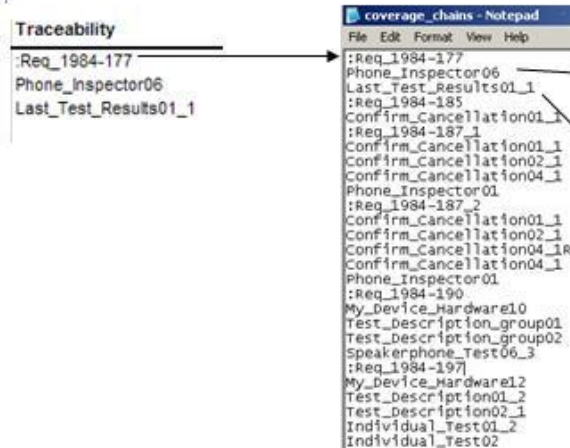 Traceability
:Req_1984-177
Phone_Inspector06
Last_Test_Results01_1
coverage_chains - Notepad
File Edit Format View Help
:Req_1984-177
Phone_Inspector06
Last_Test_Results01_1
:Req_1984-185
Confirm_Cancellation01_1
:Req_1984-187_1
Confirm_Cancellation01_1
Confirm_Cancellation02_1
Confirm_Cancellation04_1
Phone_Inspector01
:Req_1984-187_2
Confirm_Cancellation01_1
Confirm_Cancellation02_1
Confirm_Cancellation04_1R
Confirm_Cancellation04_1
Phone_Inspector01
:Req_1984-190
My_Device_Hardware10
Test_Description_group01
Test_Description_group02
Speakerphone_Test06_3
:Req_1984-197
My_Device_Hardware12
Test_Description01_2
Test_Description02_1
Individual_Test01_2
Individual_Test02